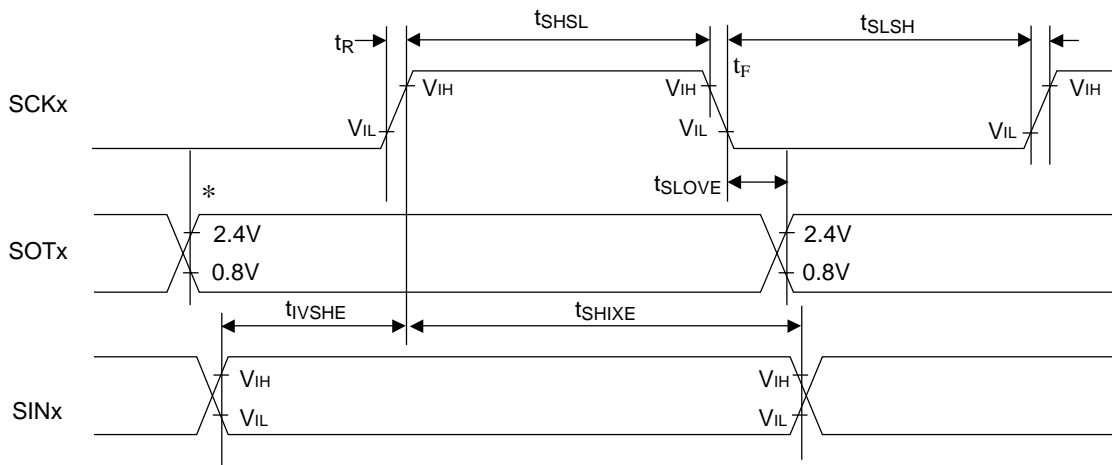 tSHSL
tSLSH
tR
tF
SCKx
VIH
VIH
VIH
VIL
VIL
VIL
tSLOVE
*
SOTx
2.4V
2.4V
0.8V
0.8V
tIVSHE
tSHIXE
SINx
VIH
VIH
VIL
VIL